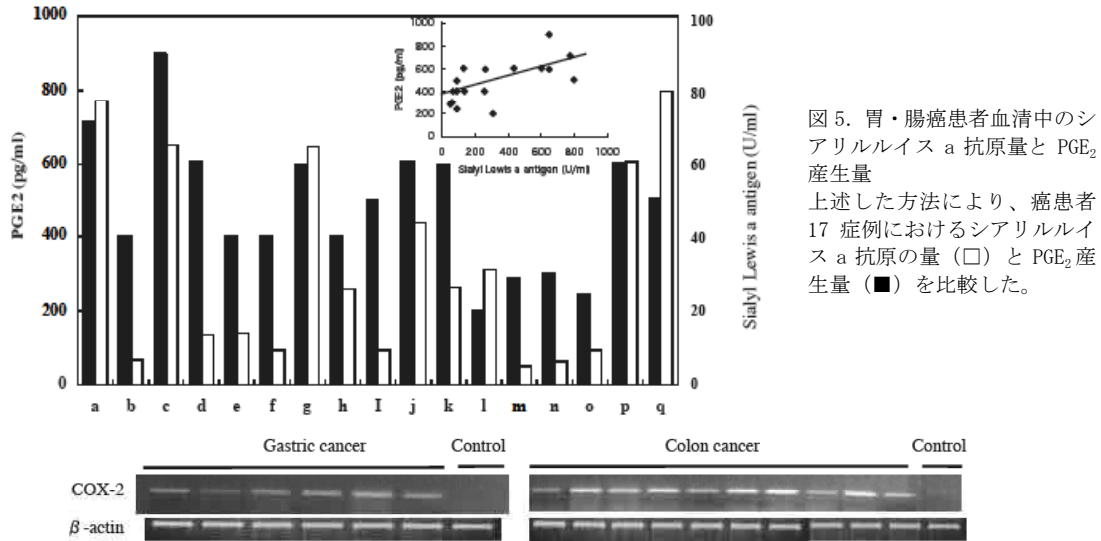 1000
800
600
400
200
0
PGE2 (pg/ml)
100
80
60
40
20
0
Sialyl Lewis a antigen (U/ml)
a b c d e f g h I j k l m n o p q
1000
800
600
400
200
0
PGE2 (pg/ml)
0 200 400 600 800 1000
Sialyl Lewis a antigen (U/ml)
図 5. 胃・腸癌患者血清中のシ
アリルルイス a 抗原量と PGE₂
産生量
上述した方法により、癌患者
17 症例におけるシアリルルイ
ス a 抗原の量（□）と PGE₂産
生量（■）を比較した。
Gastric cancer Control Colon cancer Control
COX-2
β-actin